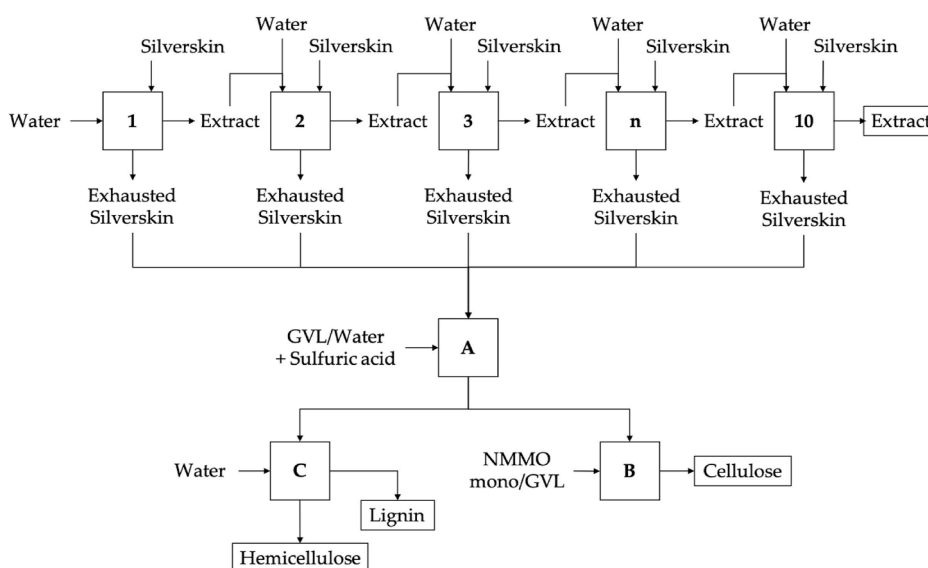 Water Water Water Water
Silverskin Silverskin Silverskin Silverskin Silverskin
Water 1 Extract 2 Extract 3 Extract n Extract 10 Extract
Exhausted Exhausted Exhausted Exhausted Exhausted
Silverskin Silverskin Silverskin Silverskin Silverskin
GVL/Water
+ Sulfuric acid
A
Water C
NMMO
mono/GVL
B Cellulose
Lignin
Hemicellulose